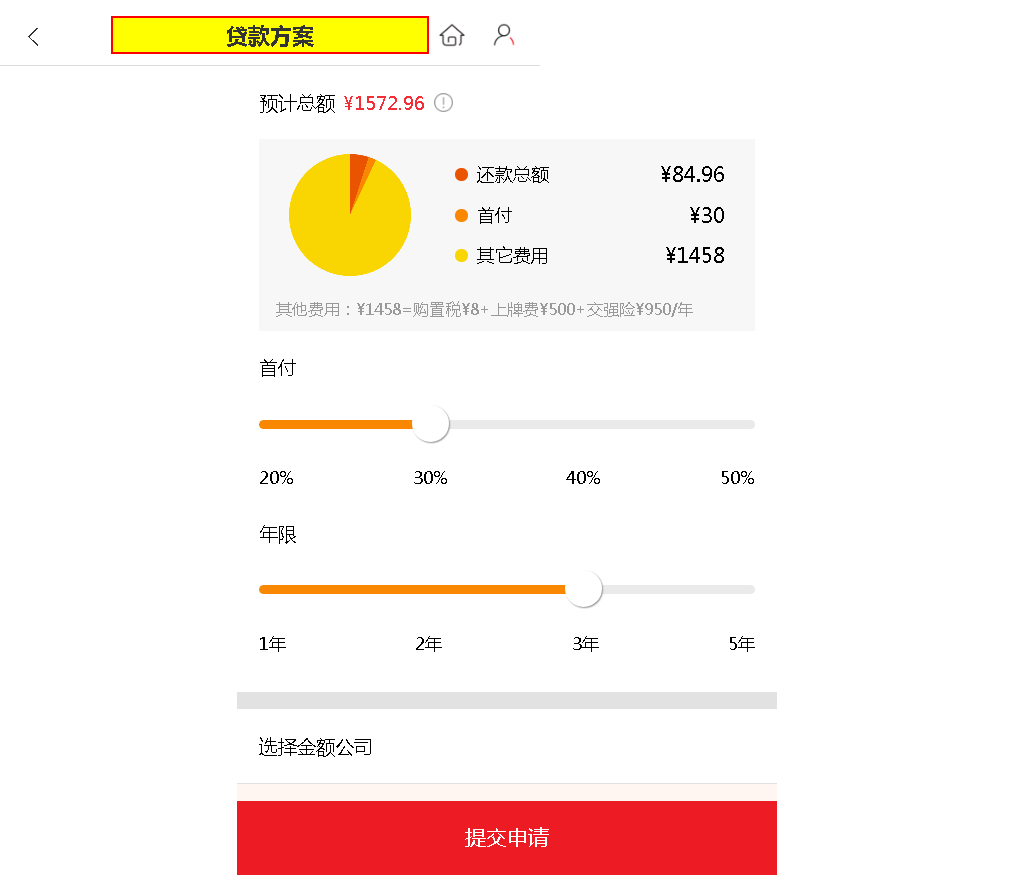 贷款方案
预计总额 ¥1572.96
还款总额 ¥84.96
首付 ¥30
其它费用 ¥1458
其他费用：¥1458=购置税¥8+上牌费¥500+交强险¥950/年
首付
20% 30% 40% 50%
年限
1年 2年 3年 5年
选择金额公司
提交申请